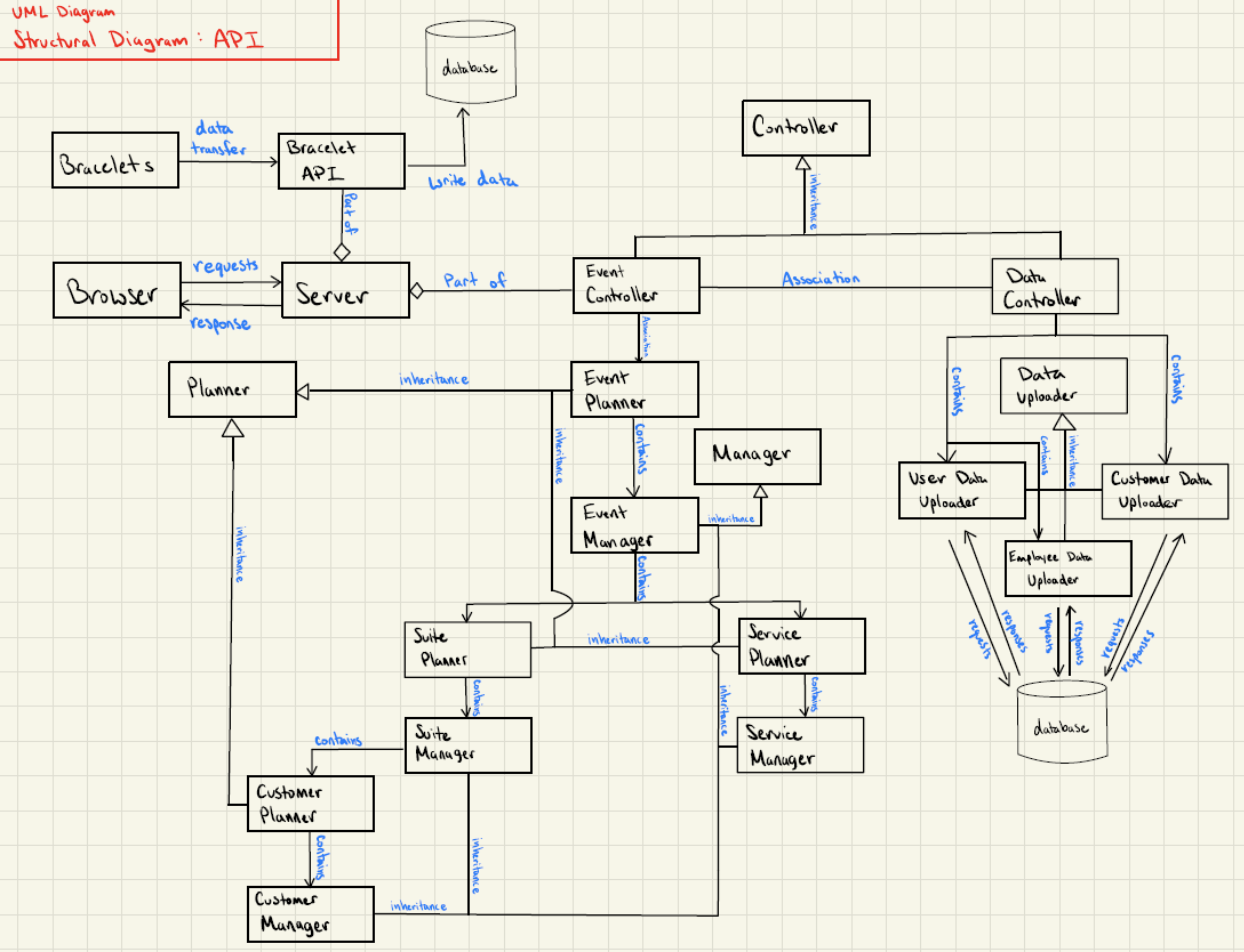 UML Diagram
Structural Diagram: API
database
Controller
Bracelets
data
transfer
Bracelet
API
write data
Part of
inheritance
Browser
requests
response
Server
Part of
Event
Controller
Association
Data
Controller
Association
Planner
inheritance
Event
Planner
contains
Data
Uploader
contains
inheritance
contains
Manager
contains
inheritance
User Data
Uploader
Customer Data
Uploader
Event
Manager
inheritance
inheritance
contains
Employee Data
Uploader
Suite
Planner
inheritance
Service
Planner
requests
responses
requests
responses
requests
responses
contains
contains
inheritance
database
Suite
Manager
Service
Manager
contains
Customer
Planner
contains
inheritance
Customer
Manager
inheritance